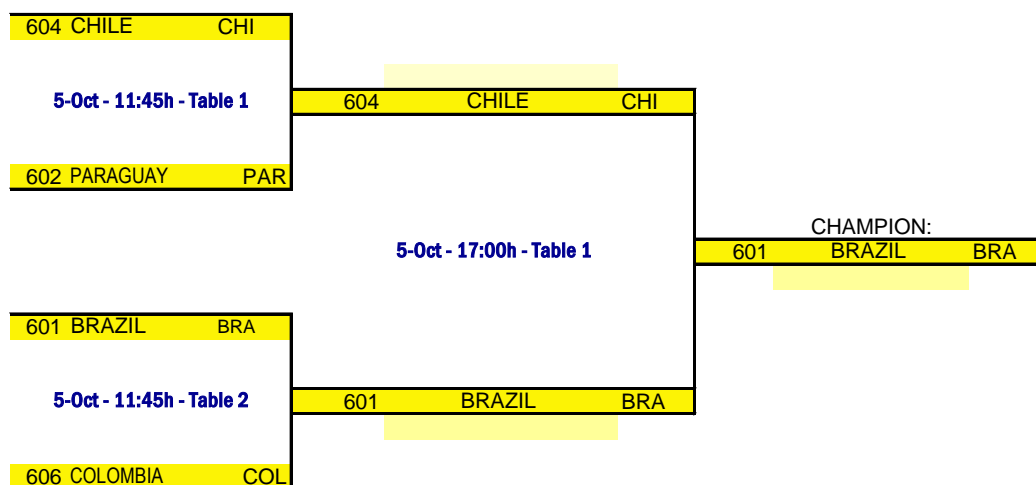 604 CHILE CHI
5-Oct - 11:45h - Table 1
604 CHILE CHI
602 PARAGUAY PAR
CHAMPION:
5-Oct - 17:00h - Table 1
601 BRAZIL BRA
601 BRAZIL BRA
5-Oct - 11:45h - Table 2
601 BRAZIL BRA
606 COLOMBIA COL